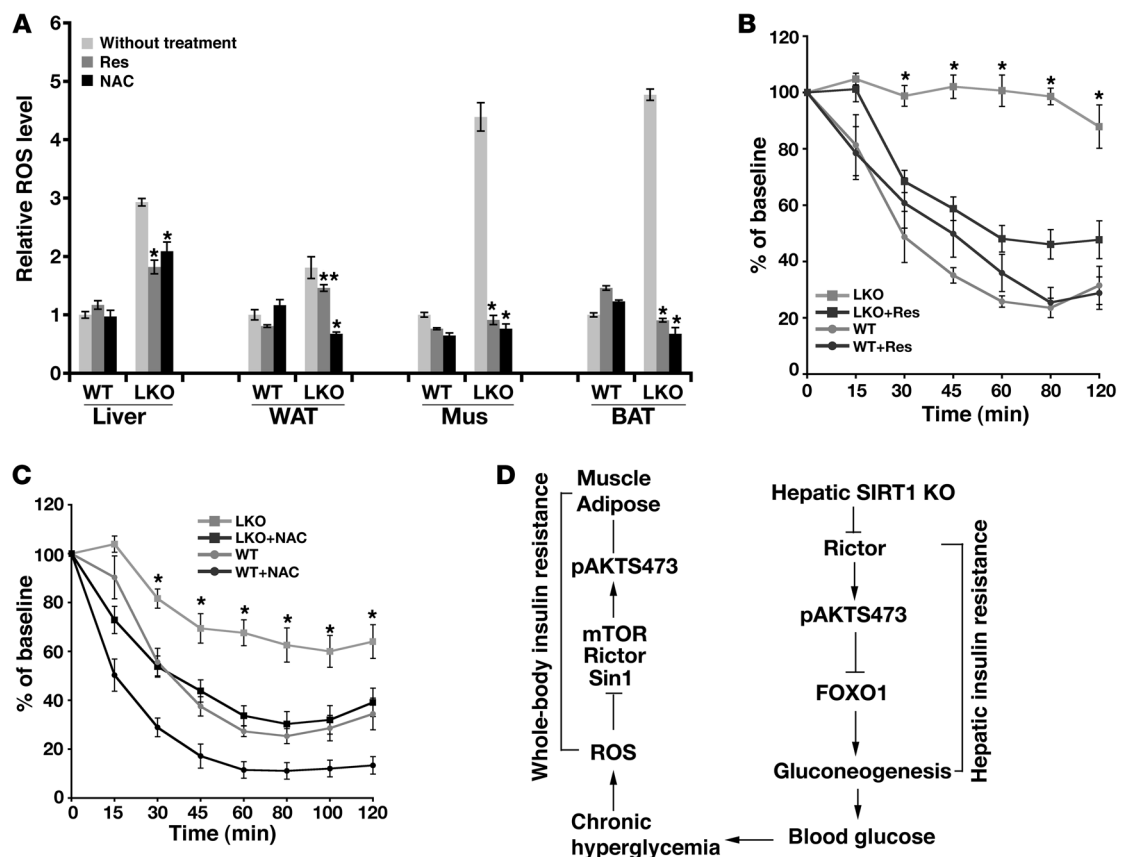 A
6
5
4
3
2
1
0
Relative ROS level
Without treatment
Res
NAC
* *
** *
* *
* *
WT LKO WT LKO WT LKO WT LKO
Liver WAT Mus BAT
B
120
100
80
60
40
20
0
% of baseline
* * * * * *
LKO
LKO+Res
WT
WT+Res
0 15 30 45 60 80 120
Time (min)
C
120
100
80
60
40
20
0
% of baseline
LKO
LKO+NAC
WT
WT+NAC
* * * * * *
0 15 30 45 60 80 100 120
Time (min)
D
Whole-body insulin resistance
Muscle
Adipose
pAKTS473
mTOR
Rictor
Sin1
ROS
Chronic
hyperglycemia
Hepatic SIRT1 KO
Rictor
pAKTS473
FOXO1
Gluconeogenesis
Blood glucose
Hepatic insulin resistance